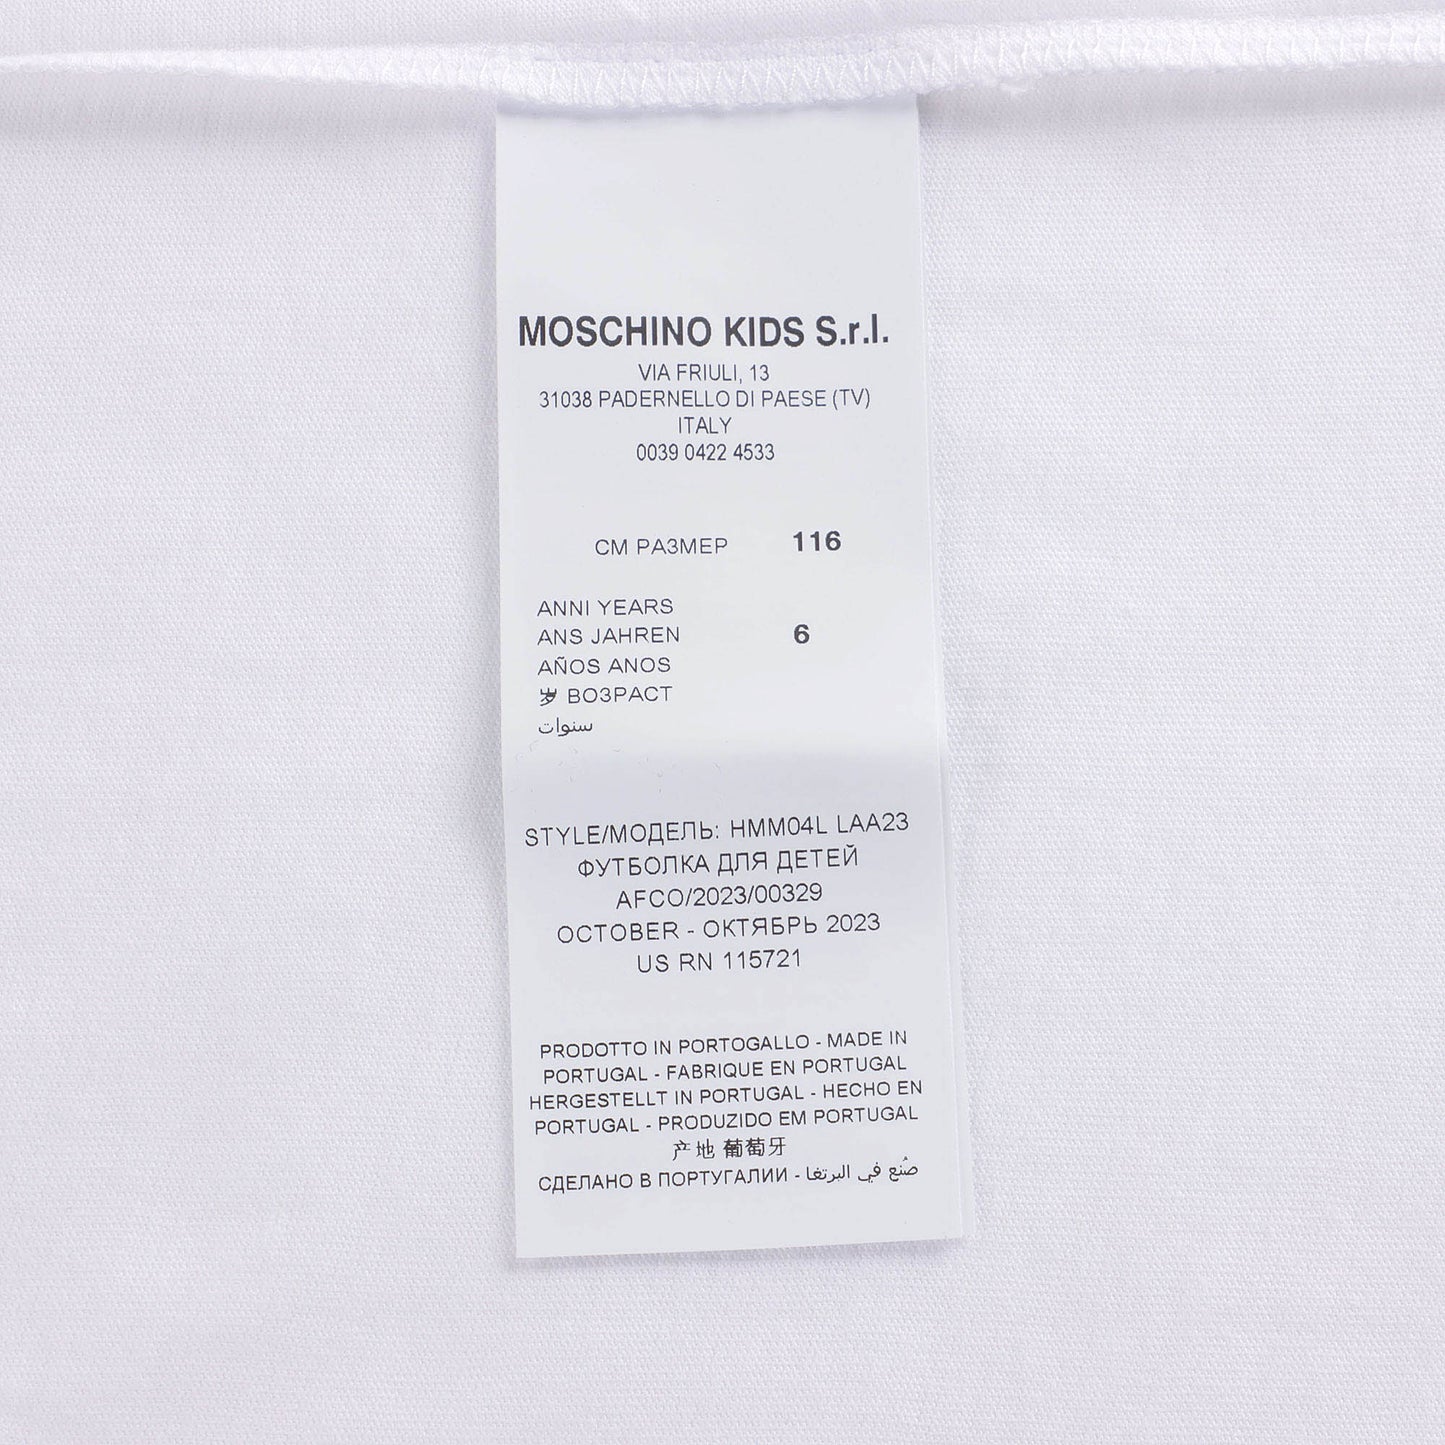 MOSCHINO KIDS S.r.l.
VIA FRIULI, 13
31038 PADERNELLO DI PAESE (TV)
ITALY
0039 0422 4533
СМ РАЗМЕР 116
ANNI YEARS
ANS JAHREN 6
AÑOS ANOS
岁 ВОЗРАСТ
سنوات
STYLE/МОДЕЛЬ: HMM04L LAA23
ФУТБОЛКА ДЛЯ ДЕТЕЙ
AFCO/2023/00329
OCTOBER - ОКТЯБРЬ 2023
US RN 115721
PRODOTTO IN PORTOGALLO - MADE IN
PORTUGAL - FABRIQUE EN PORTUGAL
HERGESTELLT IN PORTUGAL - HECHO EN
PORTUGAL - PRODUZIDO EM PORTUGAL
产地 葡萄牙
СДЕЛАНО В ПОРТУГАЛИИ - صُنع في البرتغا